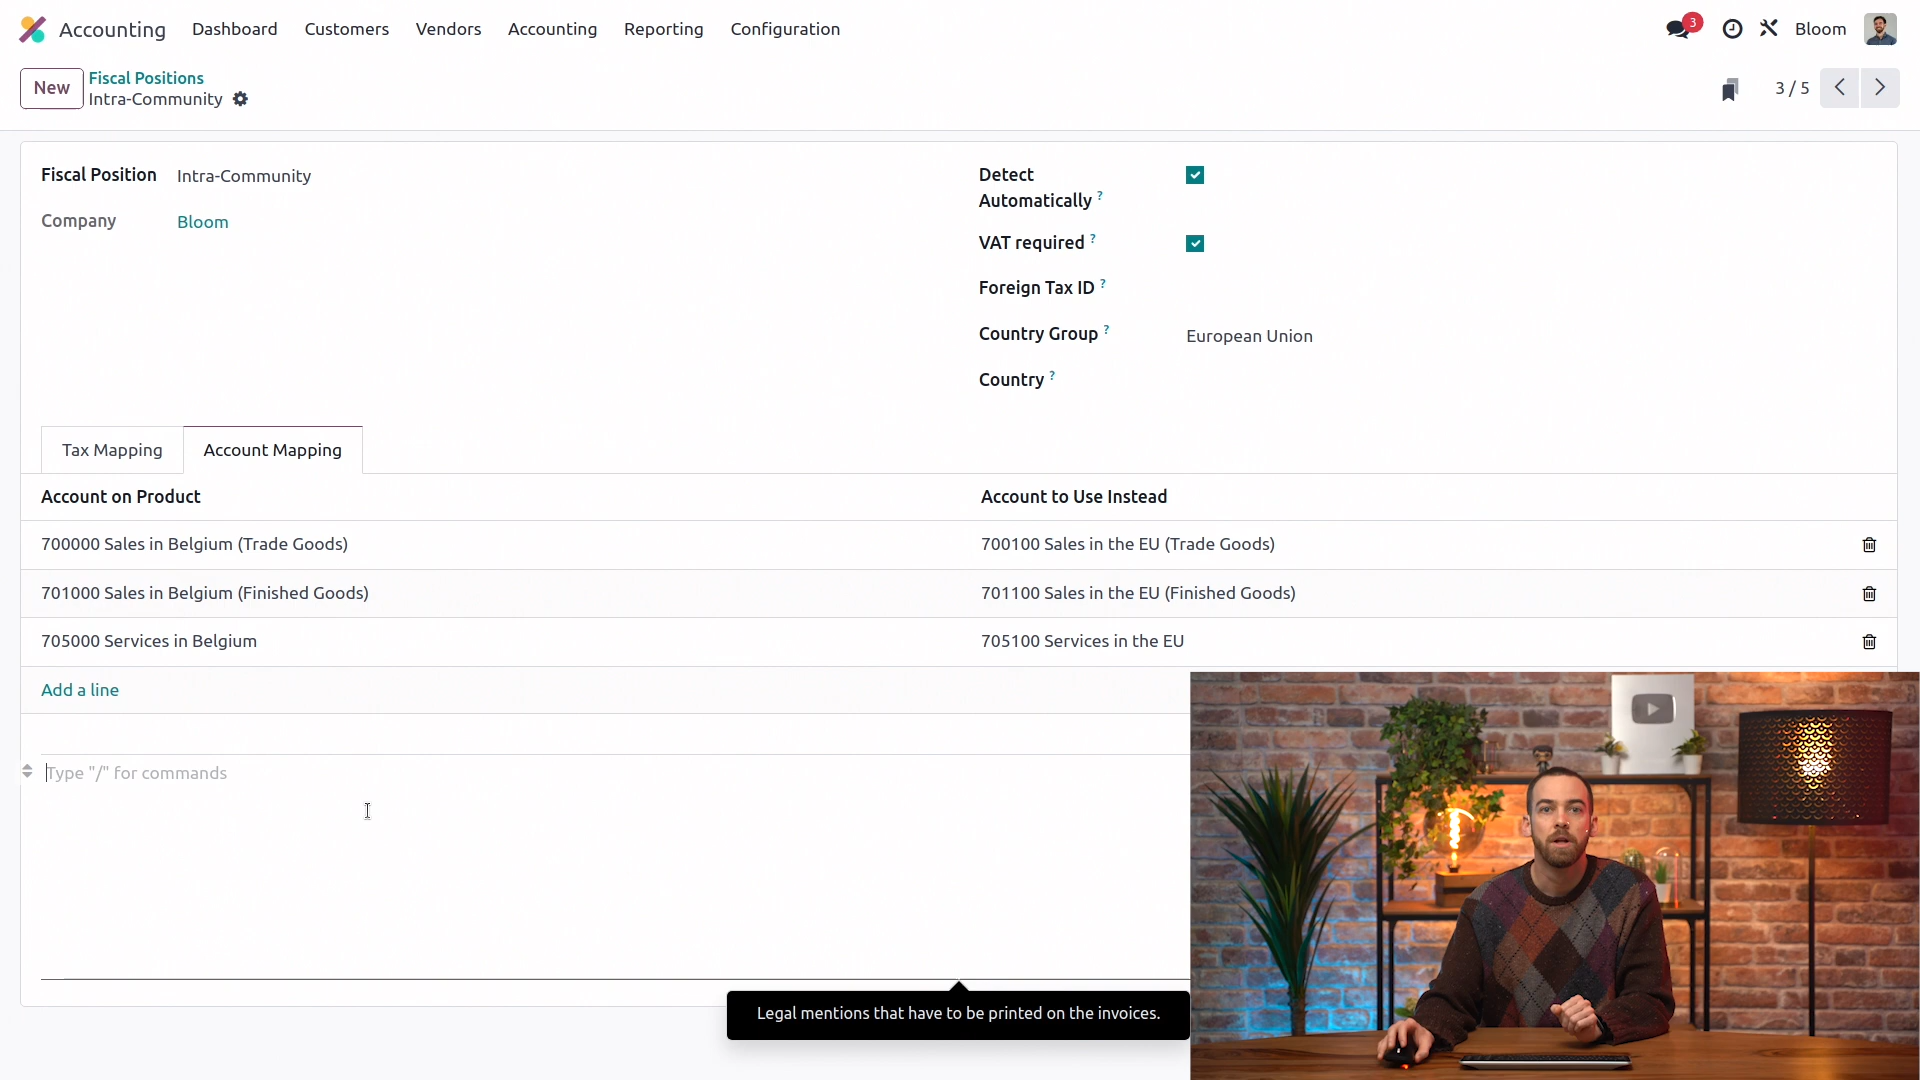 Accounting Dashboard Customers Vendors Accounting Reporting Configuration 3 Bloom
New Fiscal Positions
Intra-Community 3 / 5
Fiscal Position Intra-Community Detect
Automatically ?
Company Bloom
VAT required ?
Foreign Tax ID ?
Country Group ? European Union
Country ?
Tax Mapping Account Mapping
Account on Product Account to Use Instead
700000 Sales in Belgium (Trade Goods) 700100 Sales in the EU (Trade Goods)
701000 Sales in Belgium (Finished Goods) 701100 Sales in the EU (Finished Goods)
705000 Services in Belgium 705100 Services in the EU
Add a line
Type "/" for commands
Legal mentions that have to be printed on the invoices.